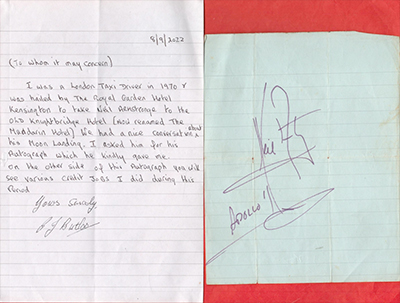 8/9/2022
(To whom it may concern)
I was a London Taxi Driver in 1970 &
was hailed by The Royal Garden Hotel
Kensington to take Neil Armstrong to the
Old Knightbridge Hotel [now renamed The
Mandarin Hotel]. We had a nice conversation about
his Moon Landing. I asked him for his
Autograph which he kindly gave me.
On the other side of this Autograph you will
see various credit Jobs I did during this
Period
Yours Sincerely
Neil
Apollo 11